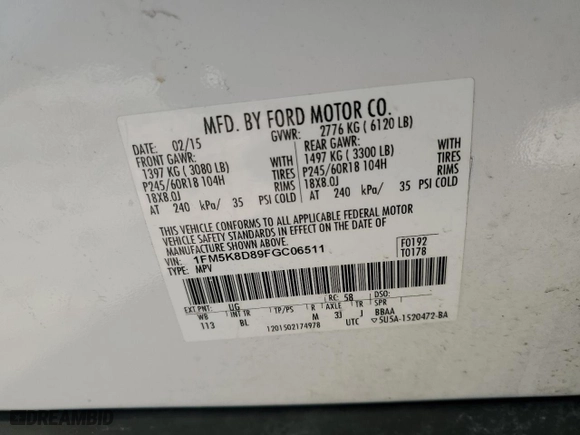 MFD. BY FORD MOTOR CO.
DATE: 02/15 GVWR: 2776 KG ( 6120 LB)
FRONT GAWR: REAR GAWR:
1397 KG ( 3080 LB) 1497 KG ( 3300 LB)
P245/60R18 104H TIRES P245/60R18 104H TIRES
18X8.0J RIMS 18X8.0J RIMS
AT 240 kPa/ 35 PSI COLD AT 240 kPa/ 35 PSI COLD
THIS VEHICLE CONFORMS TO ALL APPLICABLE FEDERAL MOTOR
VEHICLE SAFETY STANDARDS IN EFFECT ON THE DATE OF
MANUFACTURE SHOWN ABOVE.
VIN: 1FM5K8D89FGC06511
TYPE: MPV
F0192
T0178
EXT PNT: UG RC: 58 DSO:
WB INT TR TP/PS R AXLE TR SPR
113 BL M 3J J BBAA
1201502174978 UTC ▽5U5A-1520472-BA
DREAMBID